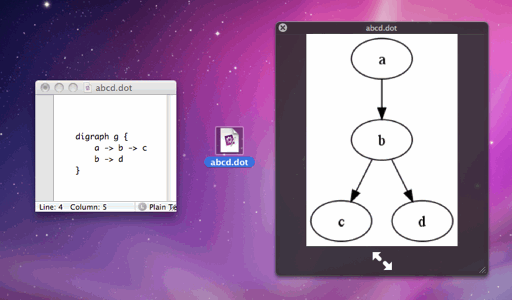 abcd.dot
digraph g {
a -> b -> c
b -> d
}
Line: 4 Column: 5 Plain Te
abcd.dot
abcd.dot
a
b
c
d